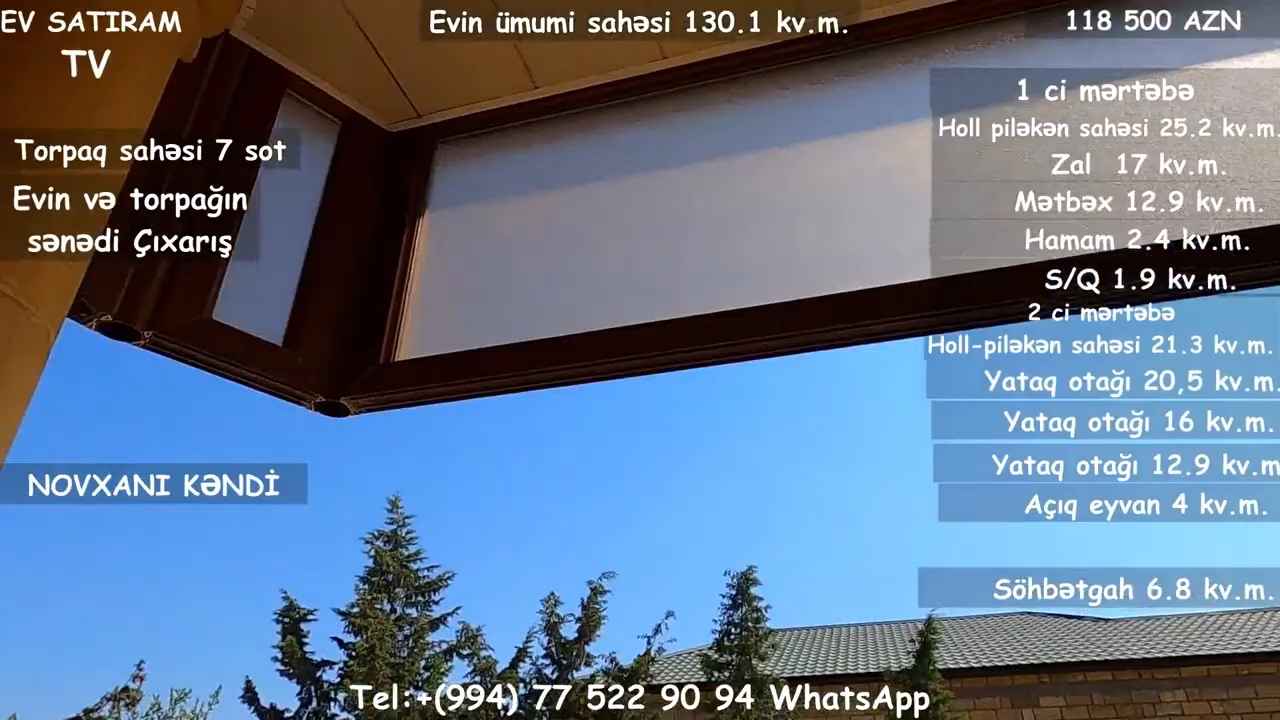 EV SATIRAM
TV
Evin ümumi sahəsi 130.1 kv.m.
118 500 AZN
Torpaq sahəsi 7 sot
Evin və torpağın
sənədi Çıxarış
NOVXANI KƏNDİ
1 ci mərtəbə
Holl piləkən sahəsi 25.2 kv.m.
Zal 17 kv.m.
Mətbəx 12.9 kv.m.
Hamam 2.4 kv.m.
S/Q 1.9 kv.m.
2 ci mərtəbə
Holl-piləkən sahəsi 21.3 kv.m.
Yataq otağı 20,5 kv.m.
Yataq otağı 16 kv.m.
Yataq otağı 12.9 kv.m
Açıq eyvan 4 kv.m.
Söhbətgah 6.8 kv.m.
Tel:+(994) 77 522 90 94 WhatsApp